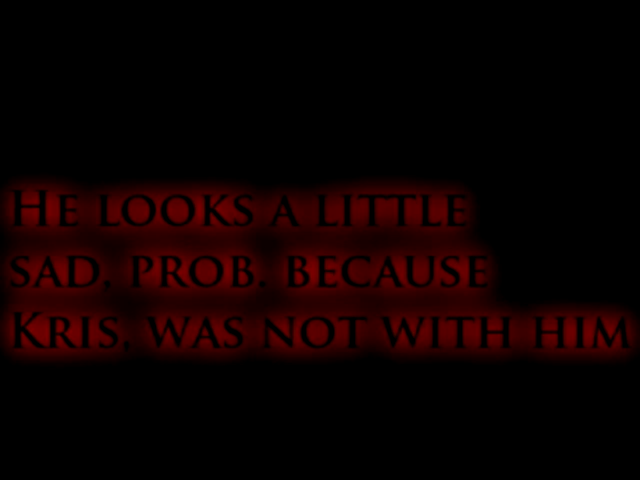 He looks a little
sad, prob. because
Kris, was not with him